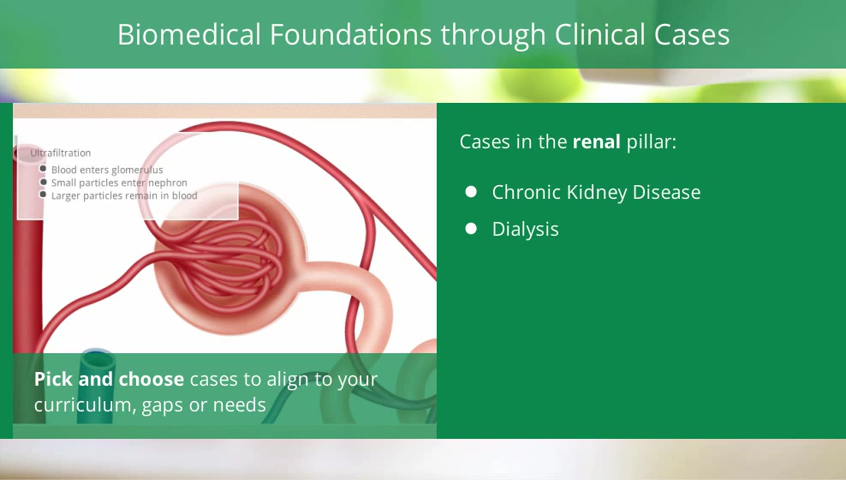 Biomedical Foundations through Clinical Cases
Ultrafiltration
Blood enters glomerulus
Small particles enter nephron
Larger particles remain in blood
Pick and choose cases to align to your
curriculum, gaps or needs
Cases in the renal pillar:
Chronic Kidney Disease
Dialysis